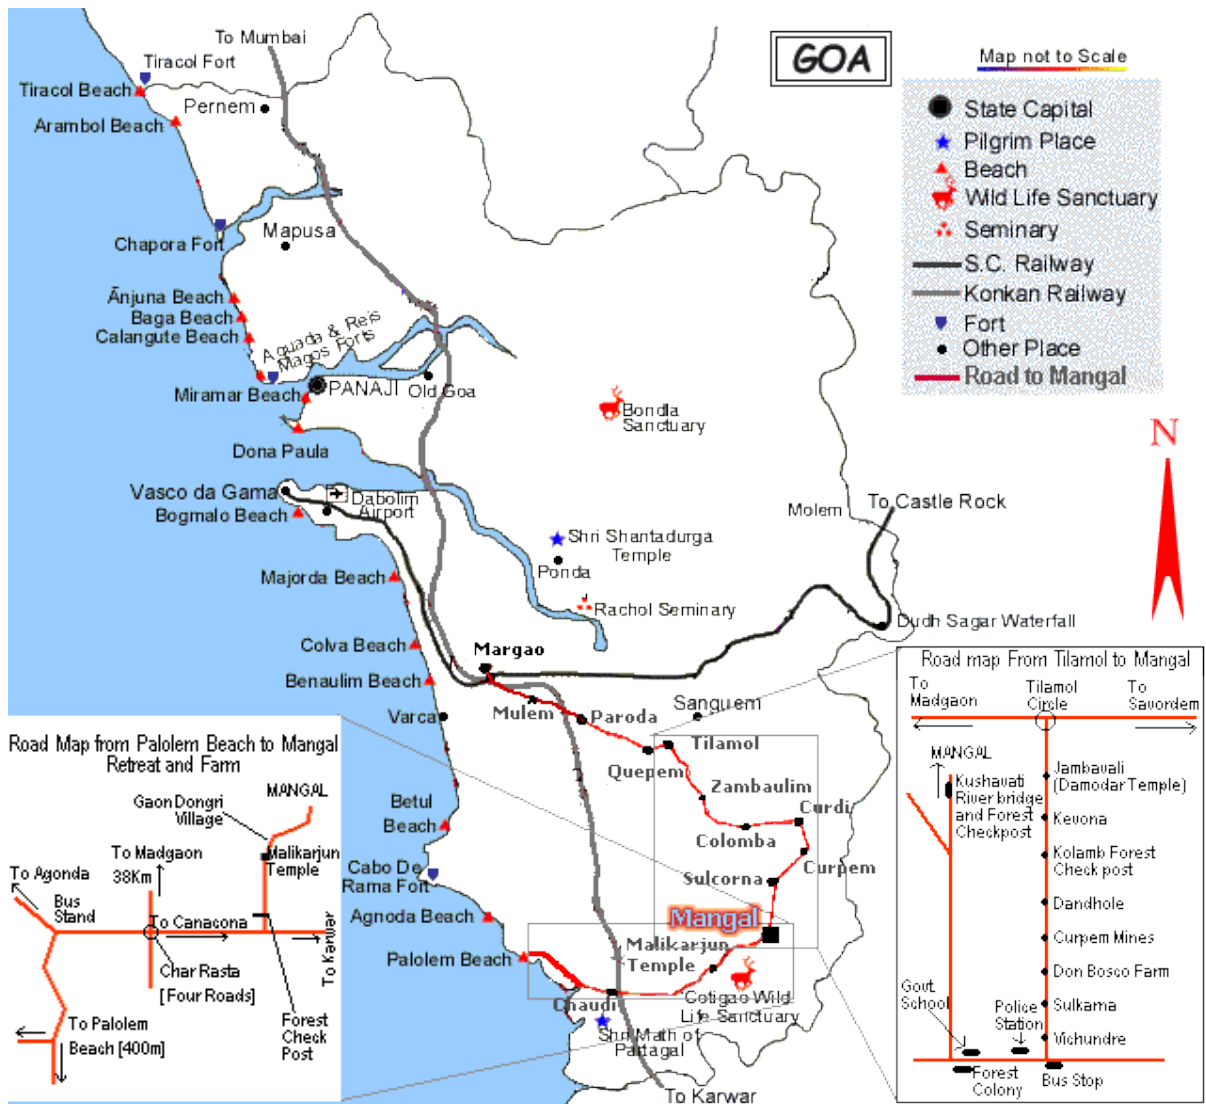 To Mumbai
GOA
Map not to Scale
Tiracol Fort
Tiracol Beach
Pernem
Arambol Beach
State Capital
Pilgrim Place
Beach
Wild Life Sanctuary
Seminary
S.C. Railway
Konkan Railway
Fort
Other Place
Road to Mangal
Mapusa
Chapora Fort
Ānjuna Beach
Baga Beach
Calangute Beach
Aguada & Reis
Magos Forts
Miramar Beach
PANAJI
Old Goa
Bondla
Sanctuary
N
Dona Paula
Vasco da Gama
Dabolim
Airport
Bogmalo Beach
Molem
To Castle Rock
Shri Shantadurga
Temple
Ponda
Majorda Beach
Rachol Seminary
Dudh Sagar Waterfall
Colva Beach
Margao
Benaulim Beach
Varca
Mulem
Paroda
Sanguem
Quepem
Tilamol
Zambaulim
Curdi
Colomba
Curpem
Sulcorna
Mangal
Betul
Beach
Cabo De
Rama Fort
Agnoda Beach
Palolem Beach
Malikarjun
Temple
Chaudi
Cotigao Wild
Life Sanctuary
Shri Math of
Partagal
To Karwar
Road Map from Palolem Beach to Mangal
Retreat and Farm
Gaon Dongri
Village
MANGAL
To Madgaon
38Km
Malikarjun
Temple
To Agonda
Bus
Stand
To Canacona
To Karwar
Char Rasta
[Four Roads]
Forest
Check
Post
To Palolem
Beach [400m]
Road map From Tilamol to Mangal
To
Madgaon
Tilamol
Circle
To
Savordem
MANGAL
Kushavati
River bridge
and Forest
Checkpost
Jambavali
(Damodar Temple)
Kevona
Kolamb Forest
Check post
Dandhole
Curpem Mines
Don Bosco Farm
Sulkarna
Vichundre
Govt.
School
Police
Station
Forest
Colony
Bus Stop